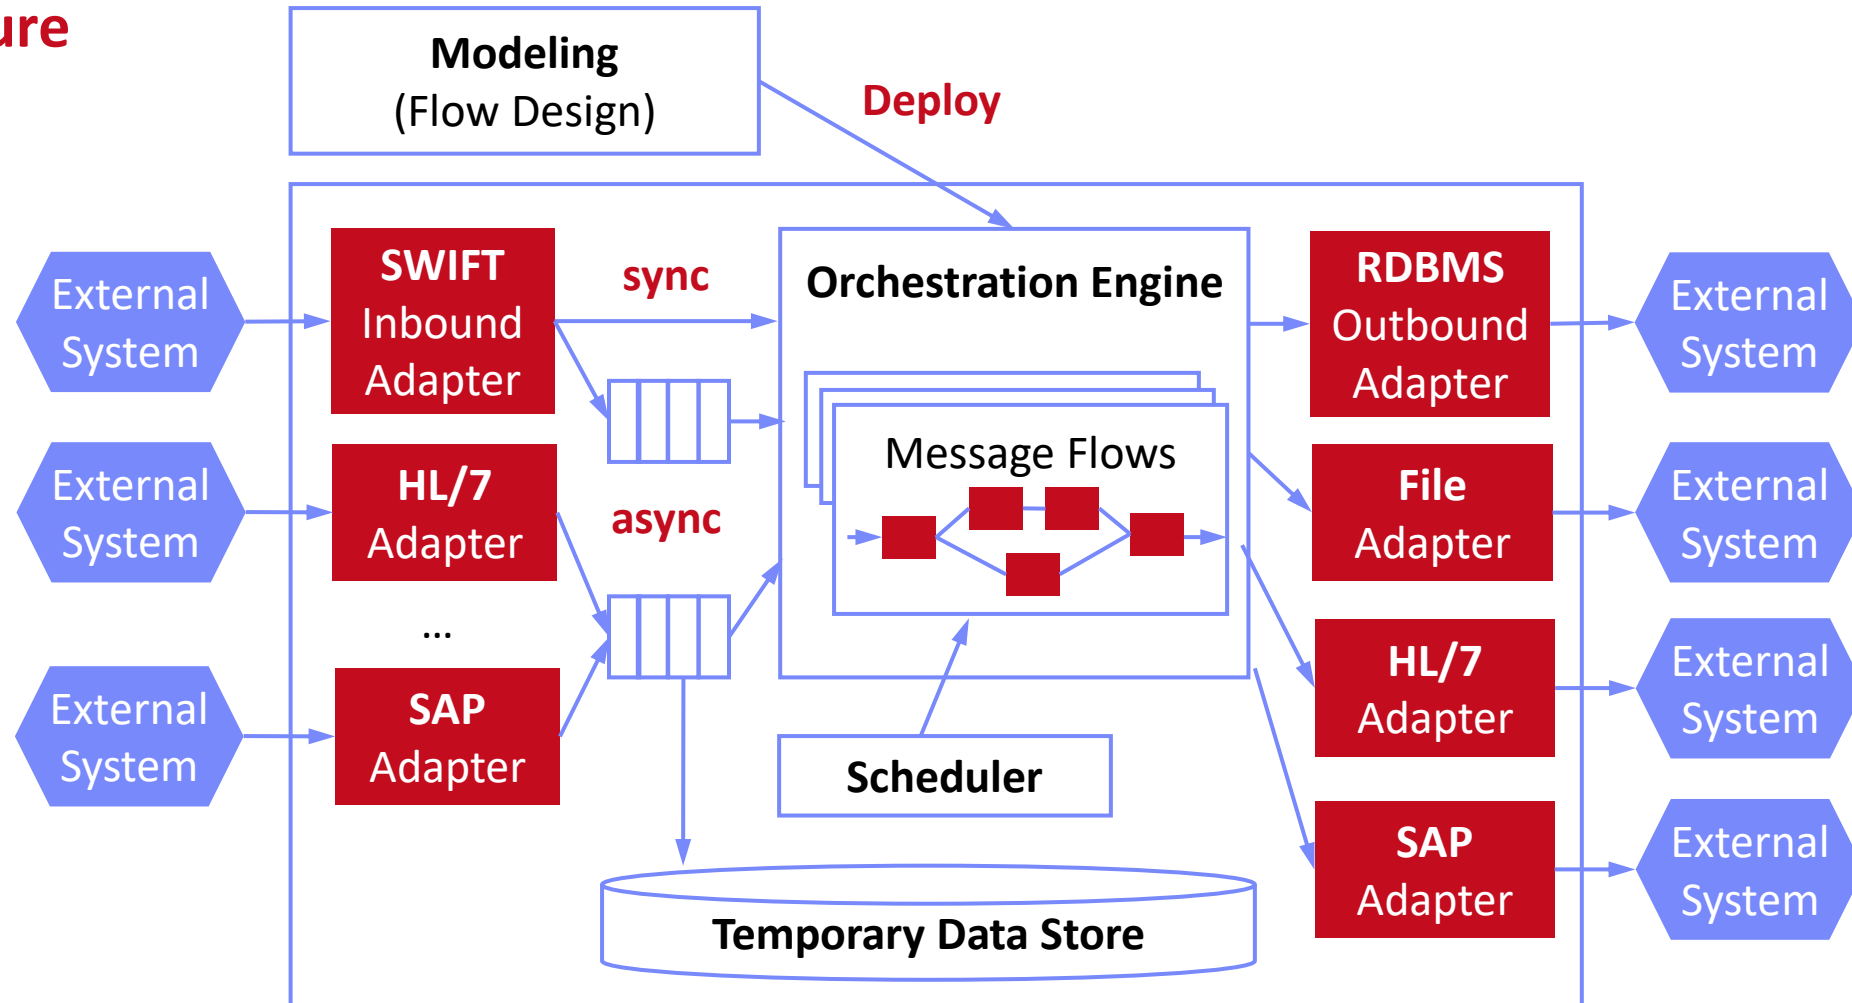 Modeling
(Flow Design)
Deploy
External
System
SWIFT
Inbound
Adapter
sync
Orchestration Engine
RDBMS
Outbound
Adapter
External
System
External
System
HL/7
Adapter
async
Message Flows
File
Adapter
External
System
...
External
System
SAP
Adapter
Scheduler
HL/7
Adapter
External
System
Temporary Data Store
SAP
Adapter
External
System